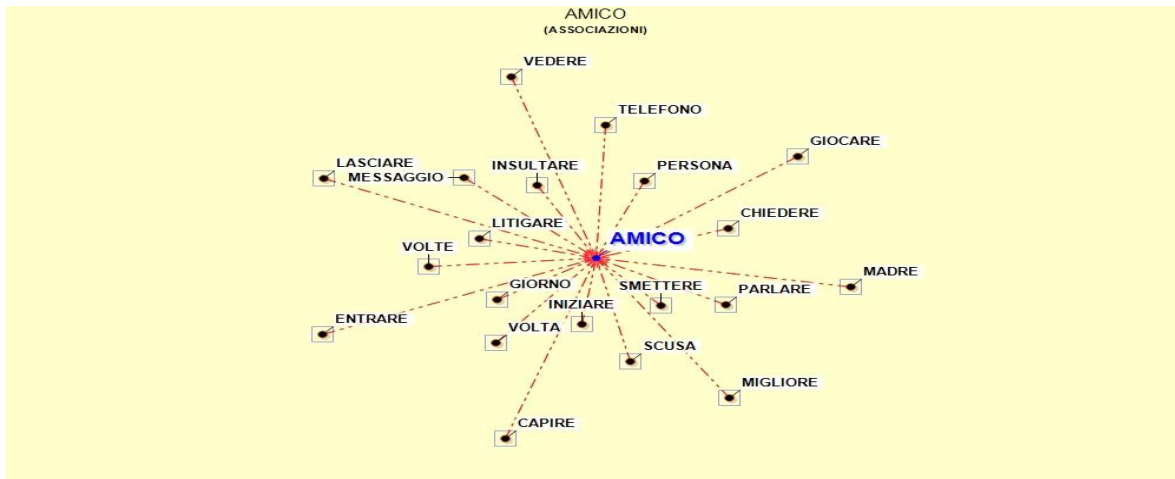 AMICO
(ASSOCIAZIONI)
VEDERE
TELEFONO
GIOCARE
LASCIARE
INSULTARE
PERSONA
MESSAGGIO
CHIEDERE
LITIGARE
AMICO
VOLTE
MADRE
GIORNO
SMETTERE
PARLARE
INIZIARE
ENTRARE
VOLTA
SCUSA
MIGLIORE
CAPIRE